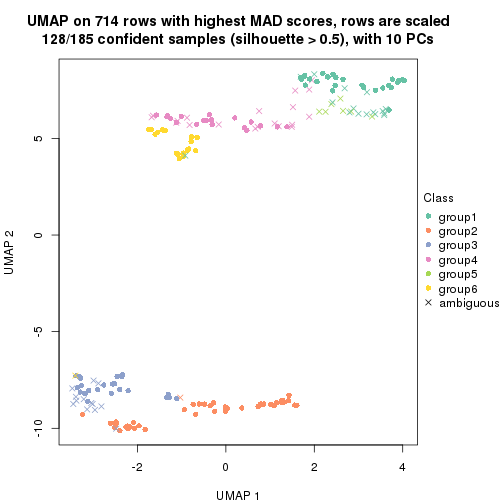 UMAP on 714 rows with highest MAD scores, rows are scaled
128/185 confident samples (silhouette > 0.5), with 10 PCs
UMAP 2
5
0
-5
-10
-2
0
2
4
UMAP 1
Class
group1
group2
group3
group4
group5
group6
ambiguous